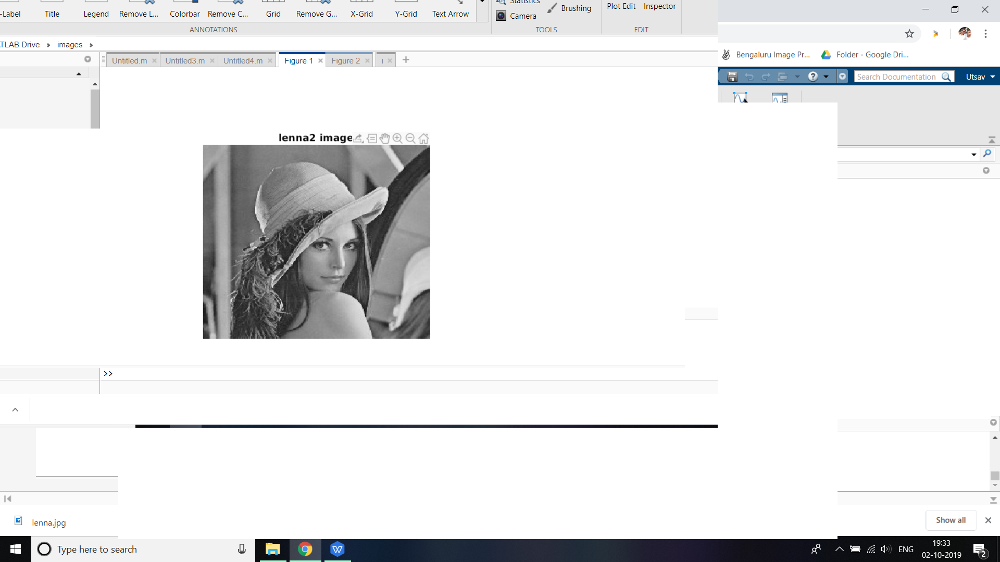 -Label Title Legend Remove L... Colorbar Remove C... Grid Remove G... X-Grid Y-Grid Text Arrow
Statistics
Camera
Brushing
Plot Edit Inspector
ANNOTATIONS TOOLS EDIT
TLAB Drive images
Untitled.m Untitled3.m Untitled4.m Figure 1 Figure 2 i
Bengaluru Image Pr... Folder - Google Dri...
Search Documentation Utsav
lenna2 image
>>
lenna.jpg
Show all
Type here to search
ENG
19:33
02-10-2019
2